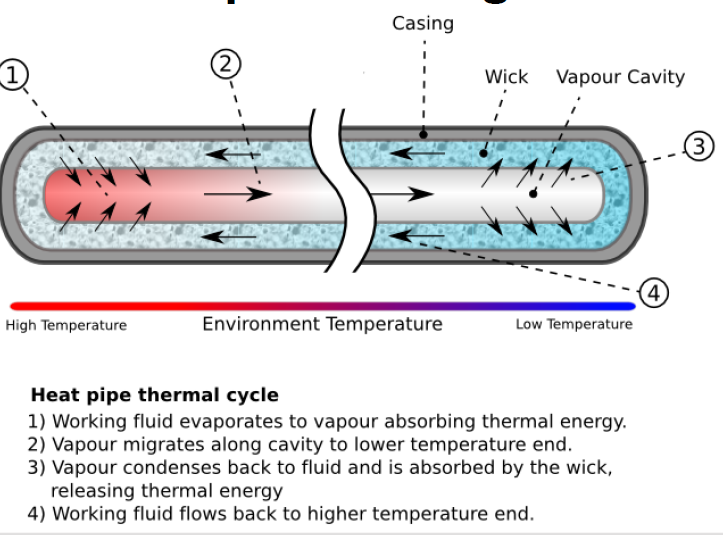 Casing
Wick
Vapour Cavity
1
2
3
4
High Temperature
Environment Temperature
Low Temperature
Heat pipe thermal cycle
1) Working fluid evaporates to vapour absorbing thermal energy.
2) Vapour migrates along cavity to lower temperature end.
3) Vapour condenses back to fluid and is absorbed by the wick,
releasing thermal energy
4) Working fluid flows back to higher temperature end.